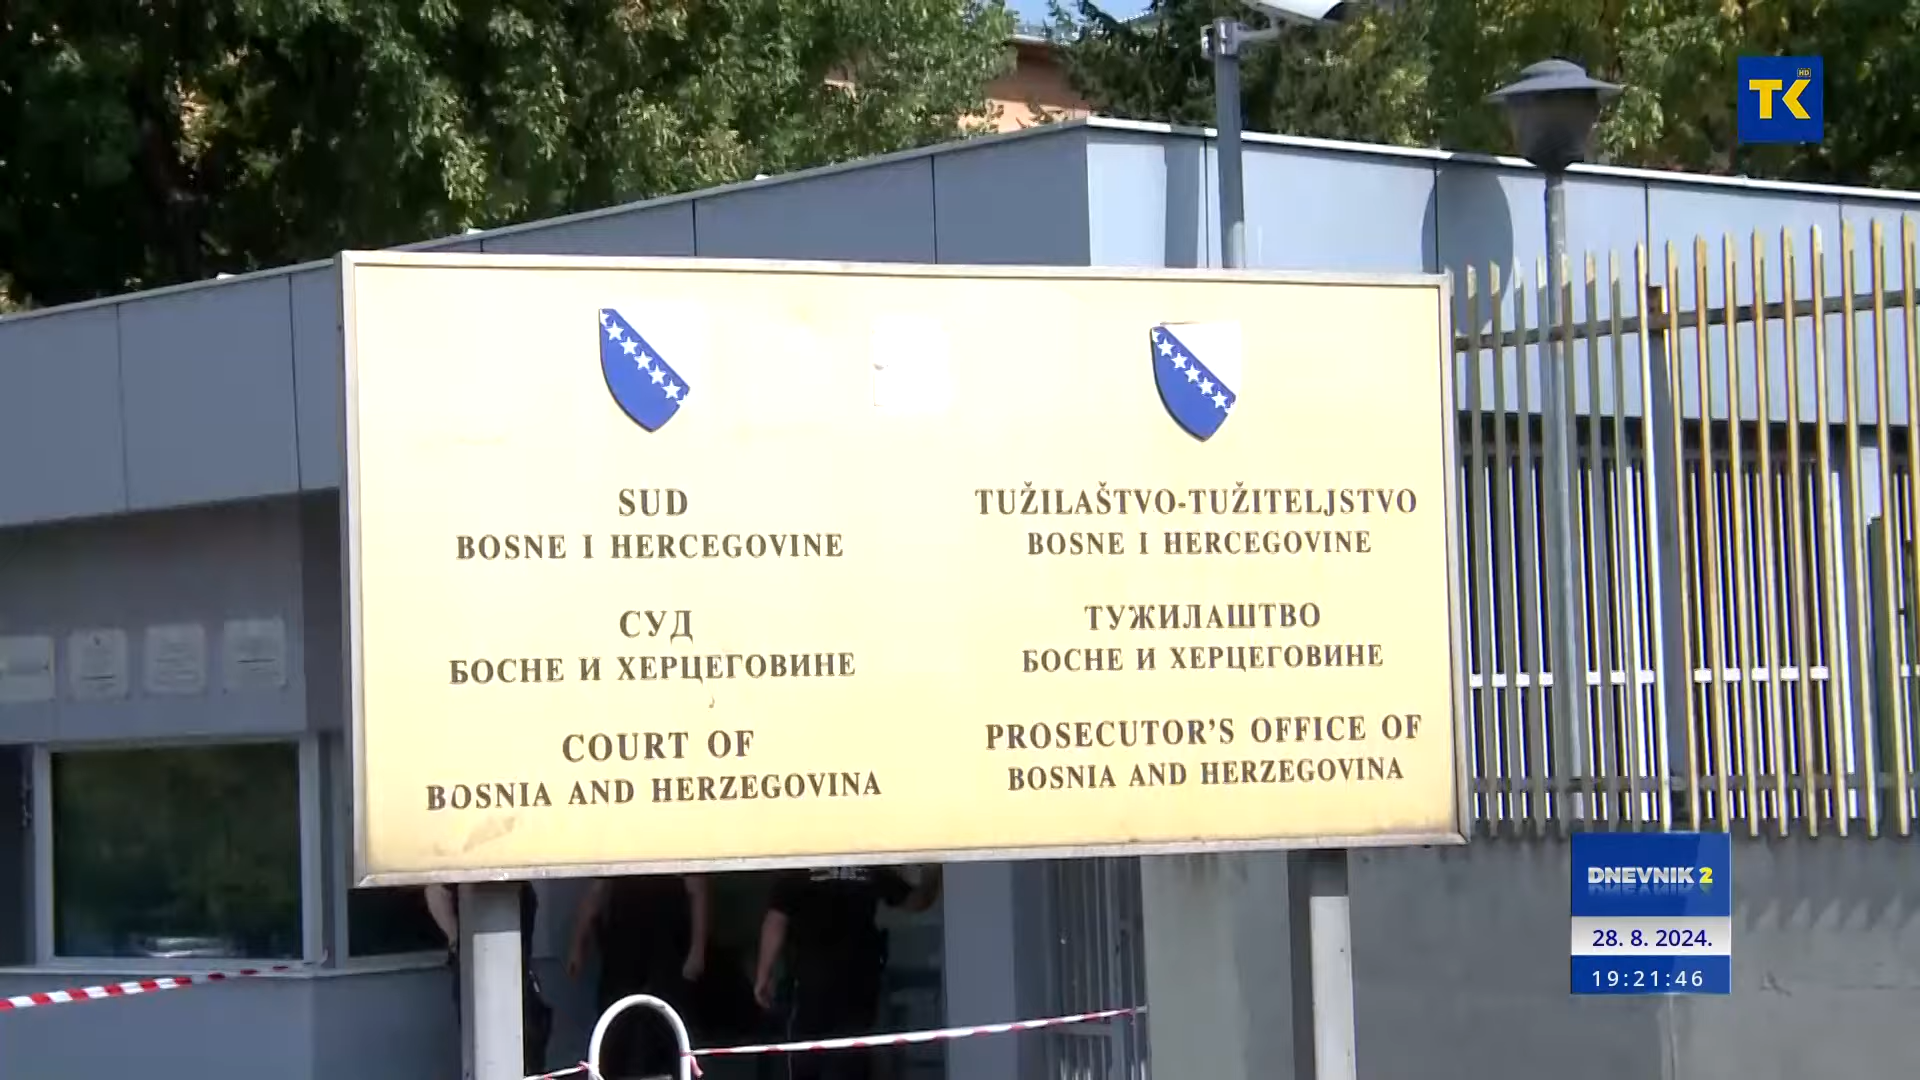 TK HD
SUD
BOSNE I HERCEGOVINE
СУД
БОСНЕ И ХЕРЦЕГОВИНЕ
COURT OF
BOSNIA AND HERZEGOVINA
TUŽILAŠTVO-TUŽITELJSTVO
BOSNE I HERCEGOVINE
ТУЖИЛАШТВО
БОСНЕ И ХЕРЦЕГОВИНЕ
PROSECUTOR'S OFFICE OF
BOSNIA AND HERZEGOVINA
DNEVNIK 2
28. 8. 2024.
19:21:46